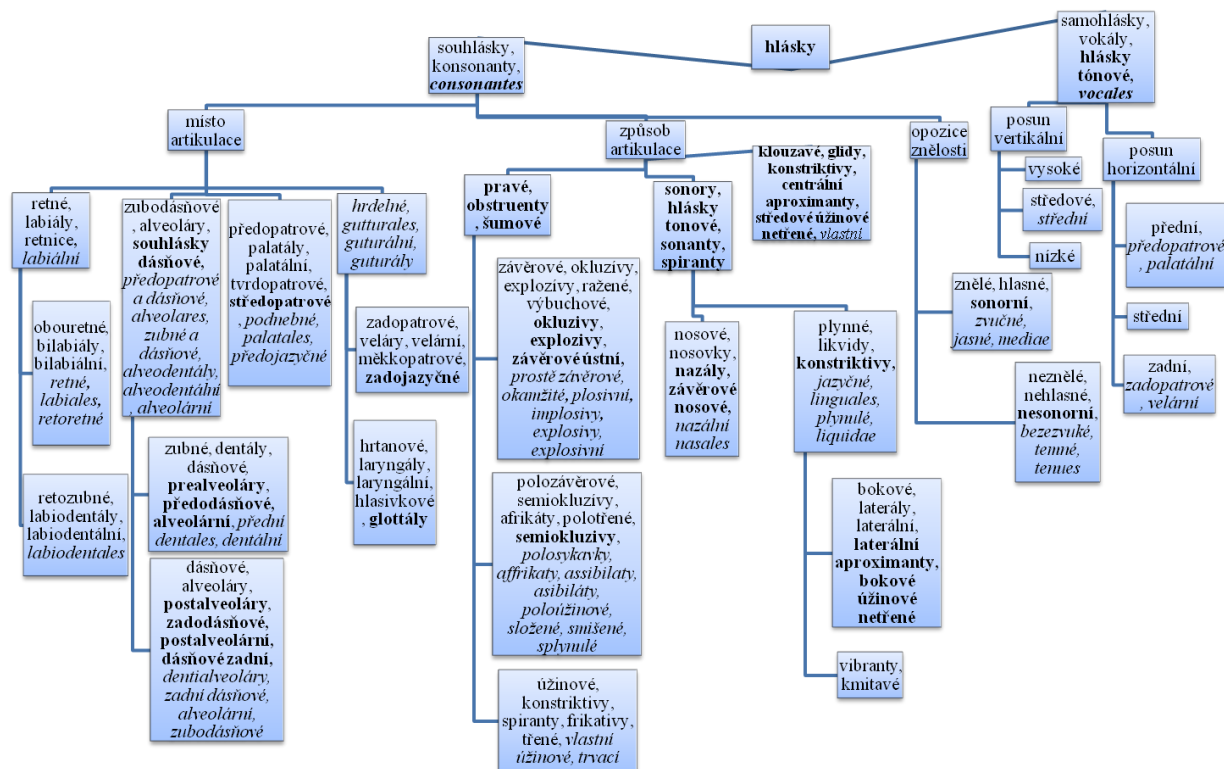 hlásky
souhlásky,
konsonanty,
consonantes
samohlásky,
vokály,
hlásky
tónové,
vocales
místo
artikulace
způsob
artikulace
opozice
znělosti
posun
vertikální
posun
horizontální
retné,
labiály,
retnice,
labiální
zubodásňové
, alveoláry,
souhlásky
dásňové,
předopatrové
a dásňové,
alveolares,
zubné a
dásňové,
alveodentály,
alveodentální
, alveolární
předopatrové,
palatály,
palatální,
tvrdopatrové,
středopatrové
, podnebné,
palatales,
předojazyčné
hrdelné,
gutturales,
guturální,
guturály
pravé,
obstruenty
, šumové
sonory,
hlásky
tonové,
sonanty,
spiranty
klouzavé, glidy,
konstriktivy,
centrální
aproximanty,
středové úžinové
netřené, vlastní
vysoké
středové,
střední
nízké
přední,
předopatrové
, palatální
střední
zadní,
zadopatrové
, velární
obouretné,
bilabiály,
bilabiální,
retné,
labiales,
retoretné
retozubné,
labiodentály,
labiodentální,
labiodentales
zubné, dentály,
dásňové,
prealveoláry,
předodásňové,
alveolární, přední
dentales, dentální
dásňové,
alveoláry,
postalveoláry,
zadodásňové,
postalveolární,
dásňové zadní,
dentialveoláry,
zadní dásňové,
alveolární,
zubodásňové
zadopatrové,
veláry, velární,
měkkopatrové,
zadojazyčné
hrtanové,
laryngály,
laryngální,
hlasivkové
, glottály
závěrové, okluzívy,
explozívy, ražené,
výbuchové,
okluzivy,
explozivy,
závěrové ústní,
prostě závěrové,
okamžité, plosivní,
implosivy,
explosivy,
explosivní
polozávěrové,
semiokluzívy,
afrikáty, polotřené,
semiokluzivy,
polosykavky,
affrikaty, assibilaty,
asibiláty,
poloúžinové,
složené, smišené,
splynulé
úžinové,
konstriktivy,
spiranty, frikativy,
třené, vlastní
úžinové, trvací
nosové,
nosovky,
nazály,
závěrové
nosové,
nazální
nasales
plynné,
likvidy,
konstriktivy,
jazyčné,
linguales,
plynulé,
liquidae
bokové,
laterály,
laterální,
laterální
aproximanty,
bokové
úžinové
netřené
vibranty,
kmitavé
znělé, hlasné,
sonorní,
zvučné,
jasné, mediae
neznělé,
nehlasné,
nesonorní,
bezezvuké,
temné,
tenues